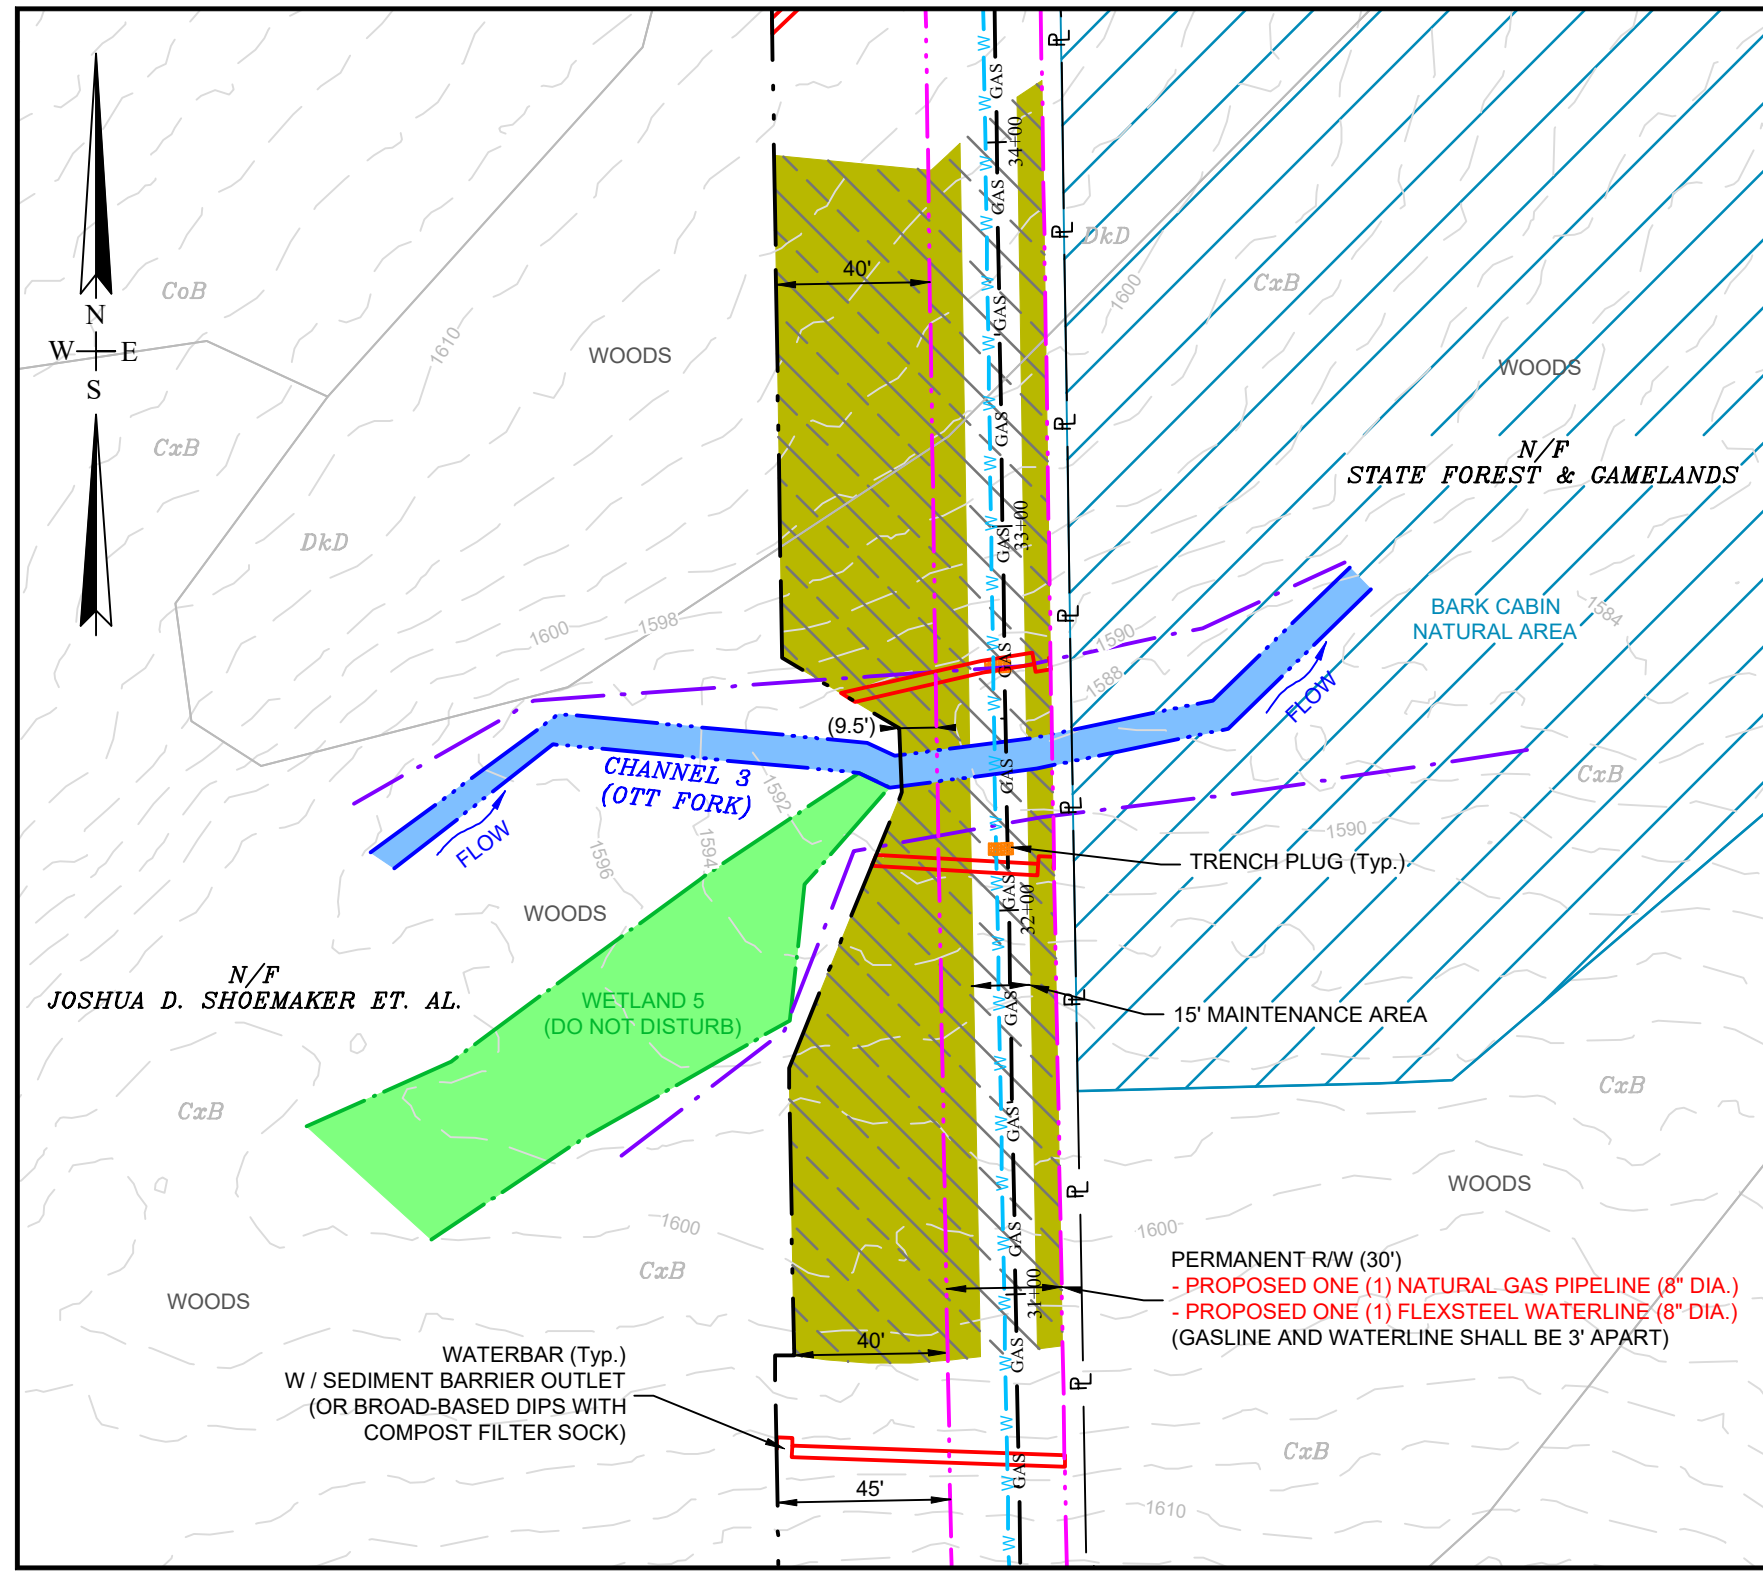 GAS
34+00
DkD
CoB
CxB
1600
N
W E
S
40'
1610
WOODS
WOODS
CxB
N/F
STATE FOREST & GAMELANDS
DkD
33+00
BARK CABIN
NATURAL AREA
1584
1600
1598
1590
1588
FLOW
(9.5')
CHANNEL 3
(OTT FORK)
1592
CxB
FLOW
1596
1594
1590
TRENCH PLUG (Typ.)
WOODS
32+00
N/F
JOSHUA D. SHOEMAKER ET. AL.
WETLAND 5
(DO NOT DISTURB)
15' MAINTENANCE AREA
CxB
CxB
WOODS
1600
1600
CxB
PERMANENT R/W (30')
- PROPOSED ONE (1) NATURAL GAS PIPELINE (8" DIA.)
- PROPOSED ONE (1) FLEXSTEEL WATERLINE (8" DIA.)
(GASLINE AND WATERLINE SHALL BE 3' APART)
31+00
WOODS
40'
WATERBAR (Typ.)
W / SEDIMENT BARRIER OUTLET
(OR BROAD-BASED DIPS WITH
COMPOST FILTER SOCK)
CxB
45'
1610